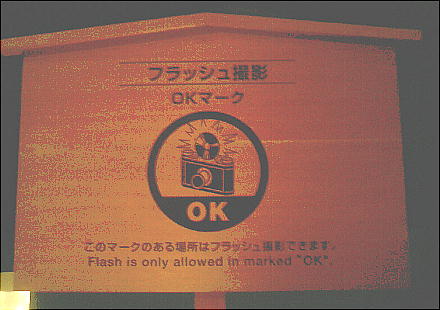 フラッシュ撮影
OKマーク
OK
このマークのある場所はフラッシュ撮影できます。
Flash is only allowed in marked "OK".